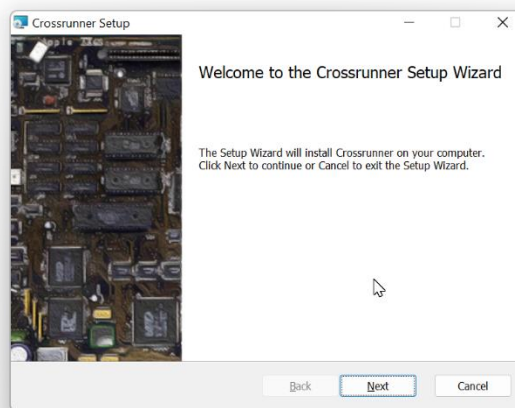 Crossrunner Setup
Welcome to the Crossrunner Setup Wizard
The Setup Wizard will install Crossrunner on your computer.
Click Next to continue or Cancel to exit the Setup Wizard.
Back
Next
Cancel